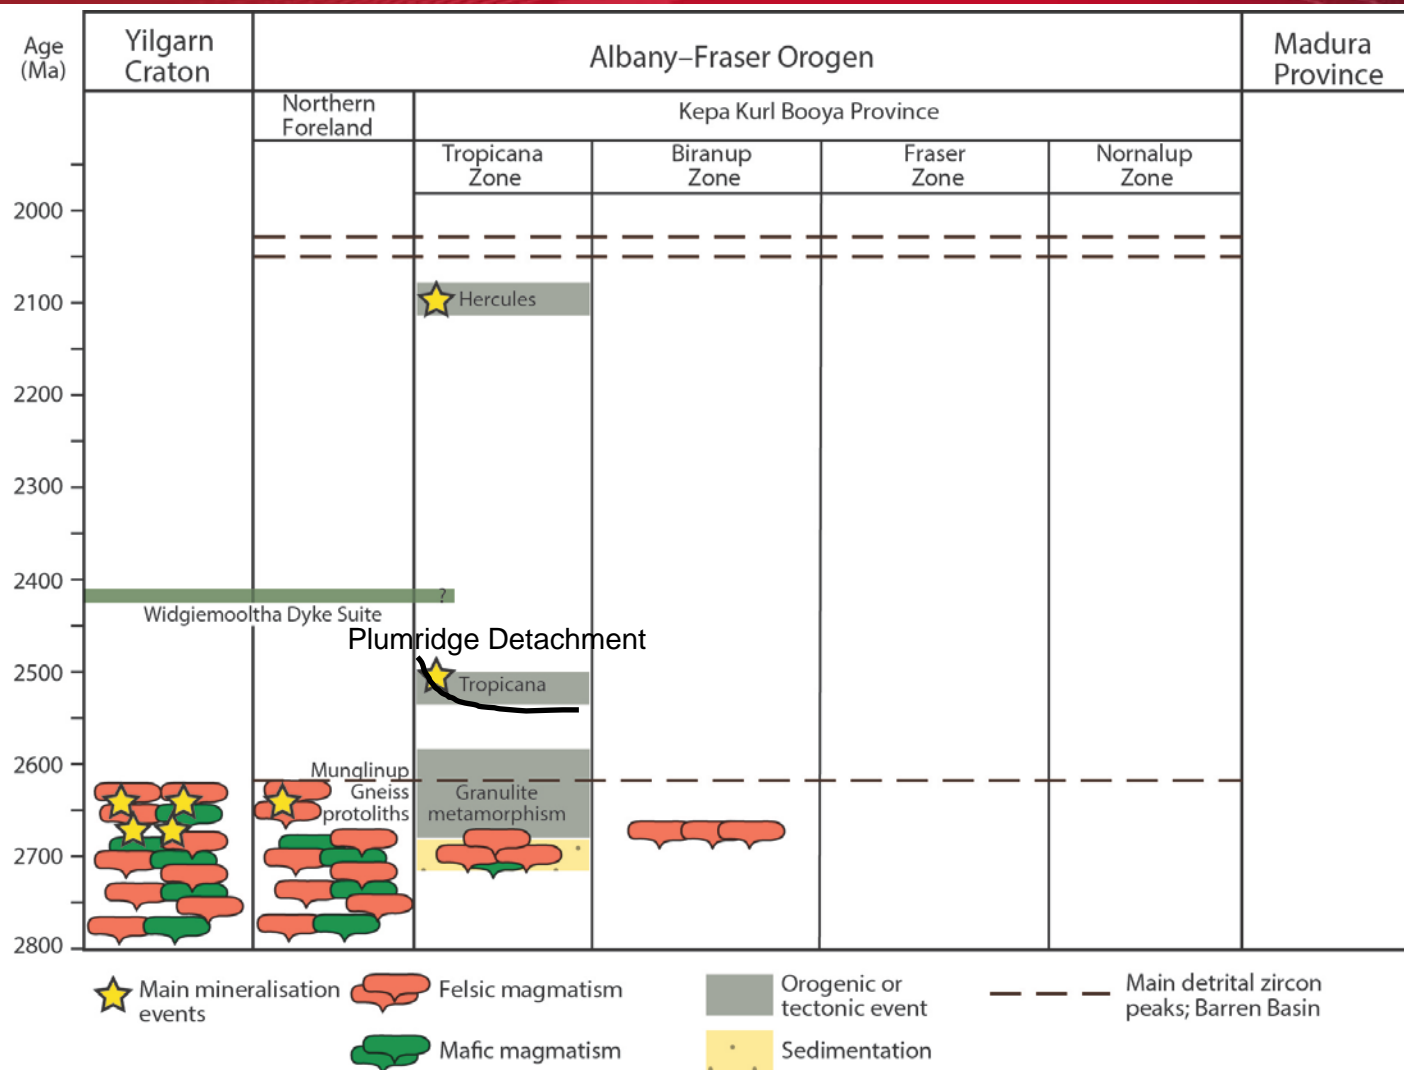 Age
(Ma)
Yilgarn
Craton
Albany–Fraser Orogen
Madura
Province
Northern
Foreland
Kepa Kurl Booya Province
Tropicana
Zone
Biranup
Zone
Fraser
Zone
Nornalup
Zone
2000
2100
Hercules
2200
2300
2400
?
Widgiemooltha Dyke Suite
Plumridge Detachment
2500
Tropicana
2600
Munglinup
Gneiss
protoliths
Granulite
metamorphism
2700
2800
Main mineralisation
events
Felsic magmatism
Mafic magmatism
Orogenic or
tectonic event
Sedimentation
Main detrital zircon
peaks; Barren Basin